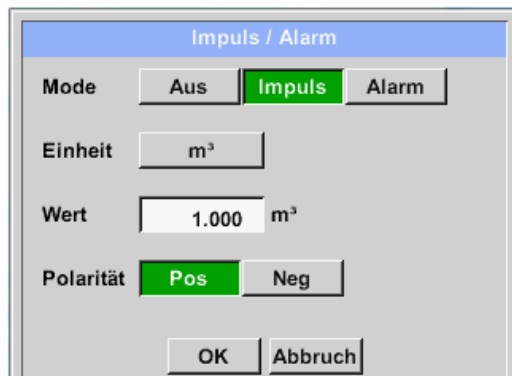 Impuls / Alarm
Mode Aus Impuls Alarm
Einheit m³
Wert 1.000 m³
Polarität Pos Neg
OK Abbruch